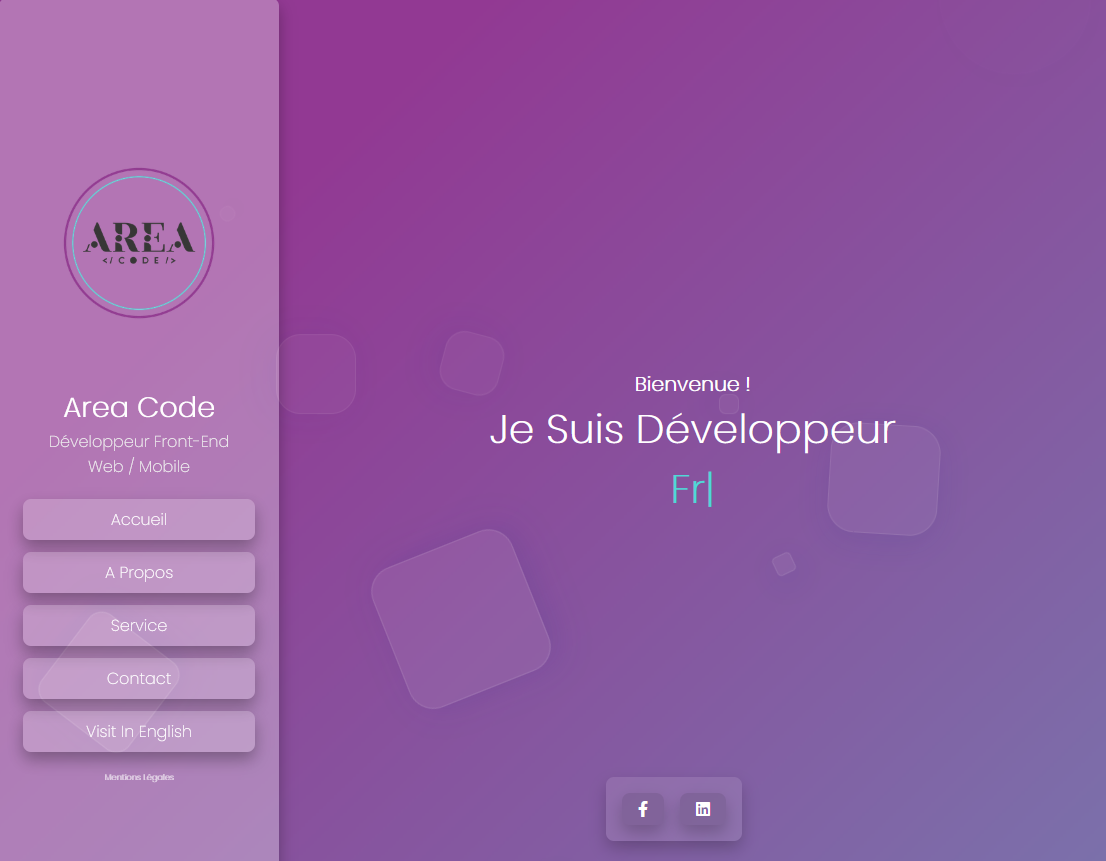 AREA
</ CODE />
Area Code
Développeur Front-End
Web / Mobile
Accueil
A Propos
Service
Contact
Visit In English
Mentions Légales
Bienvenue !
Je Suis Développeur
Fr|